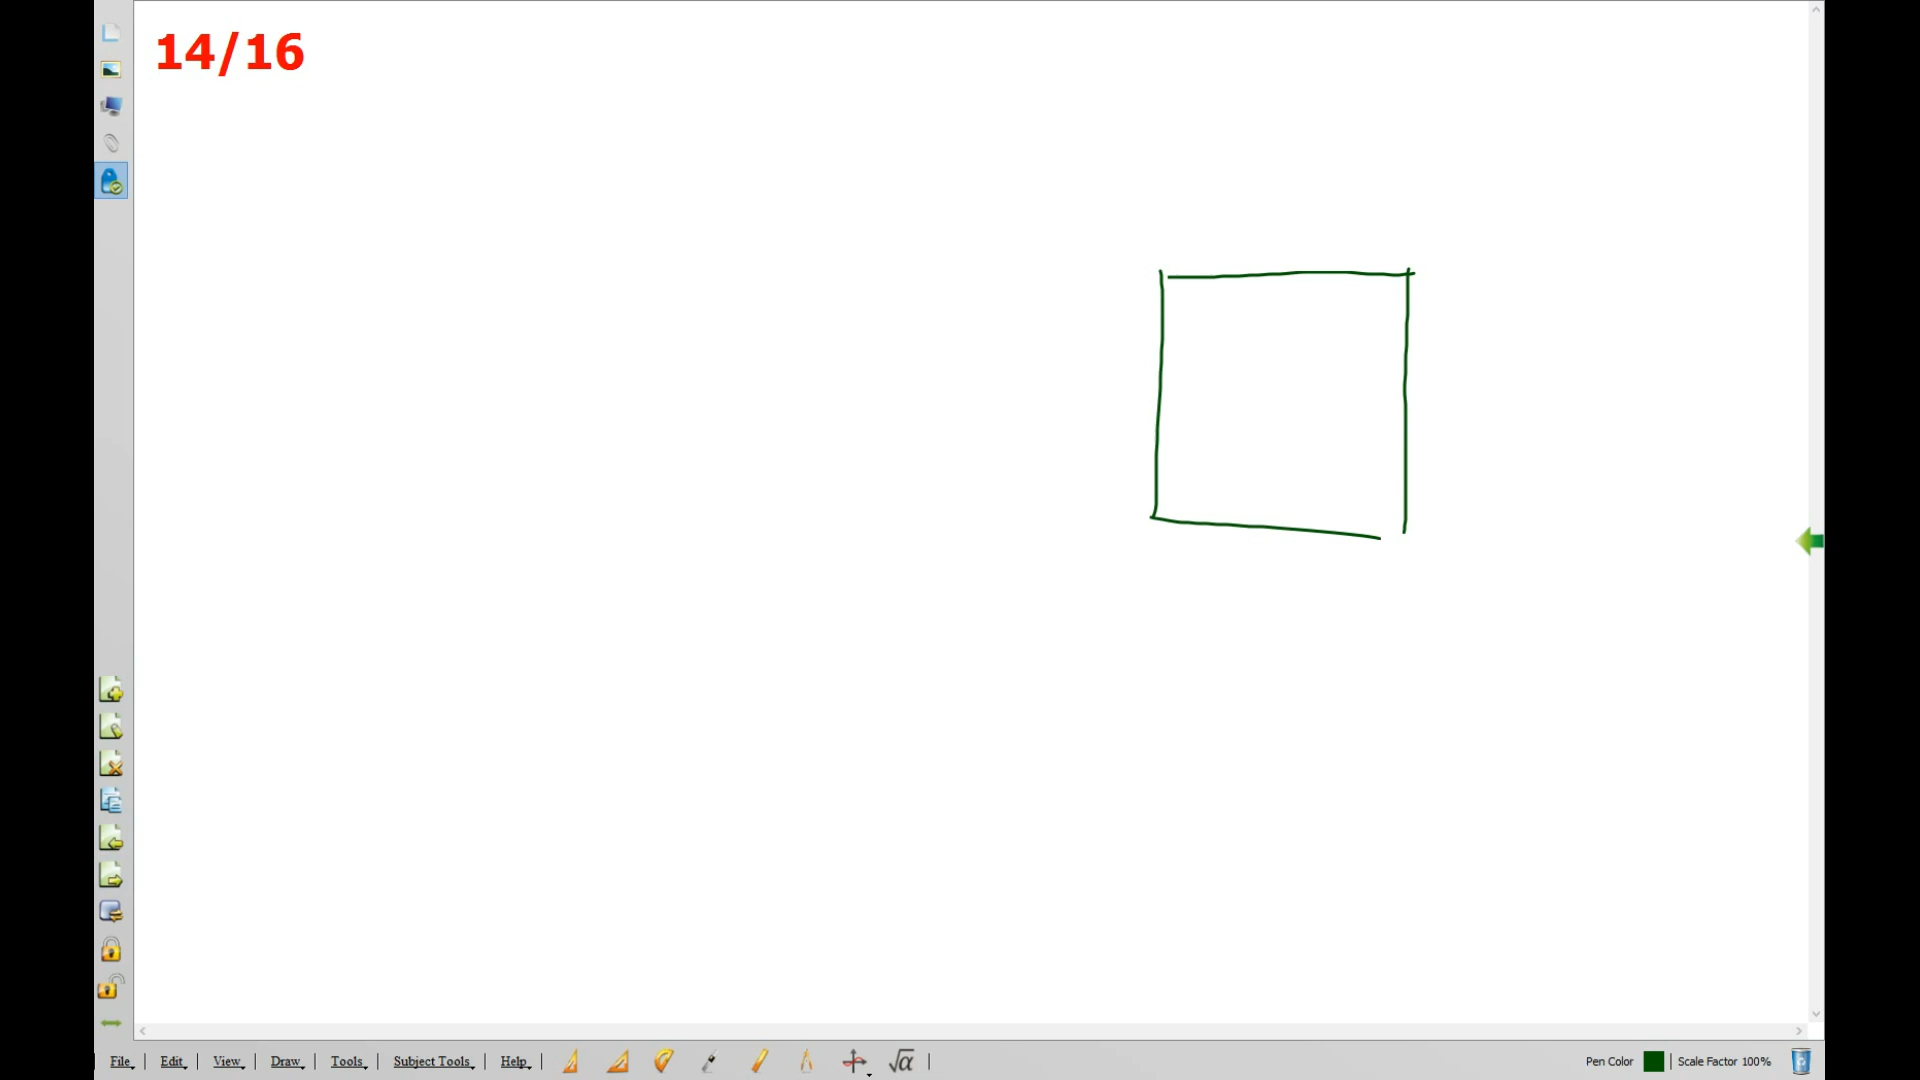 14/16
File Edit View Draw Tools Subject Tools Help √α Pen Color Scale Factor 100%